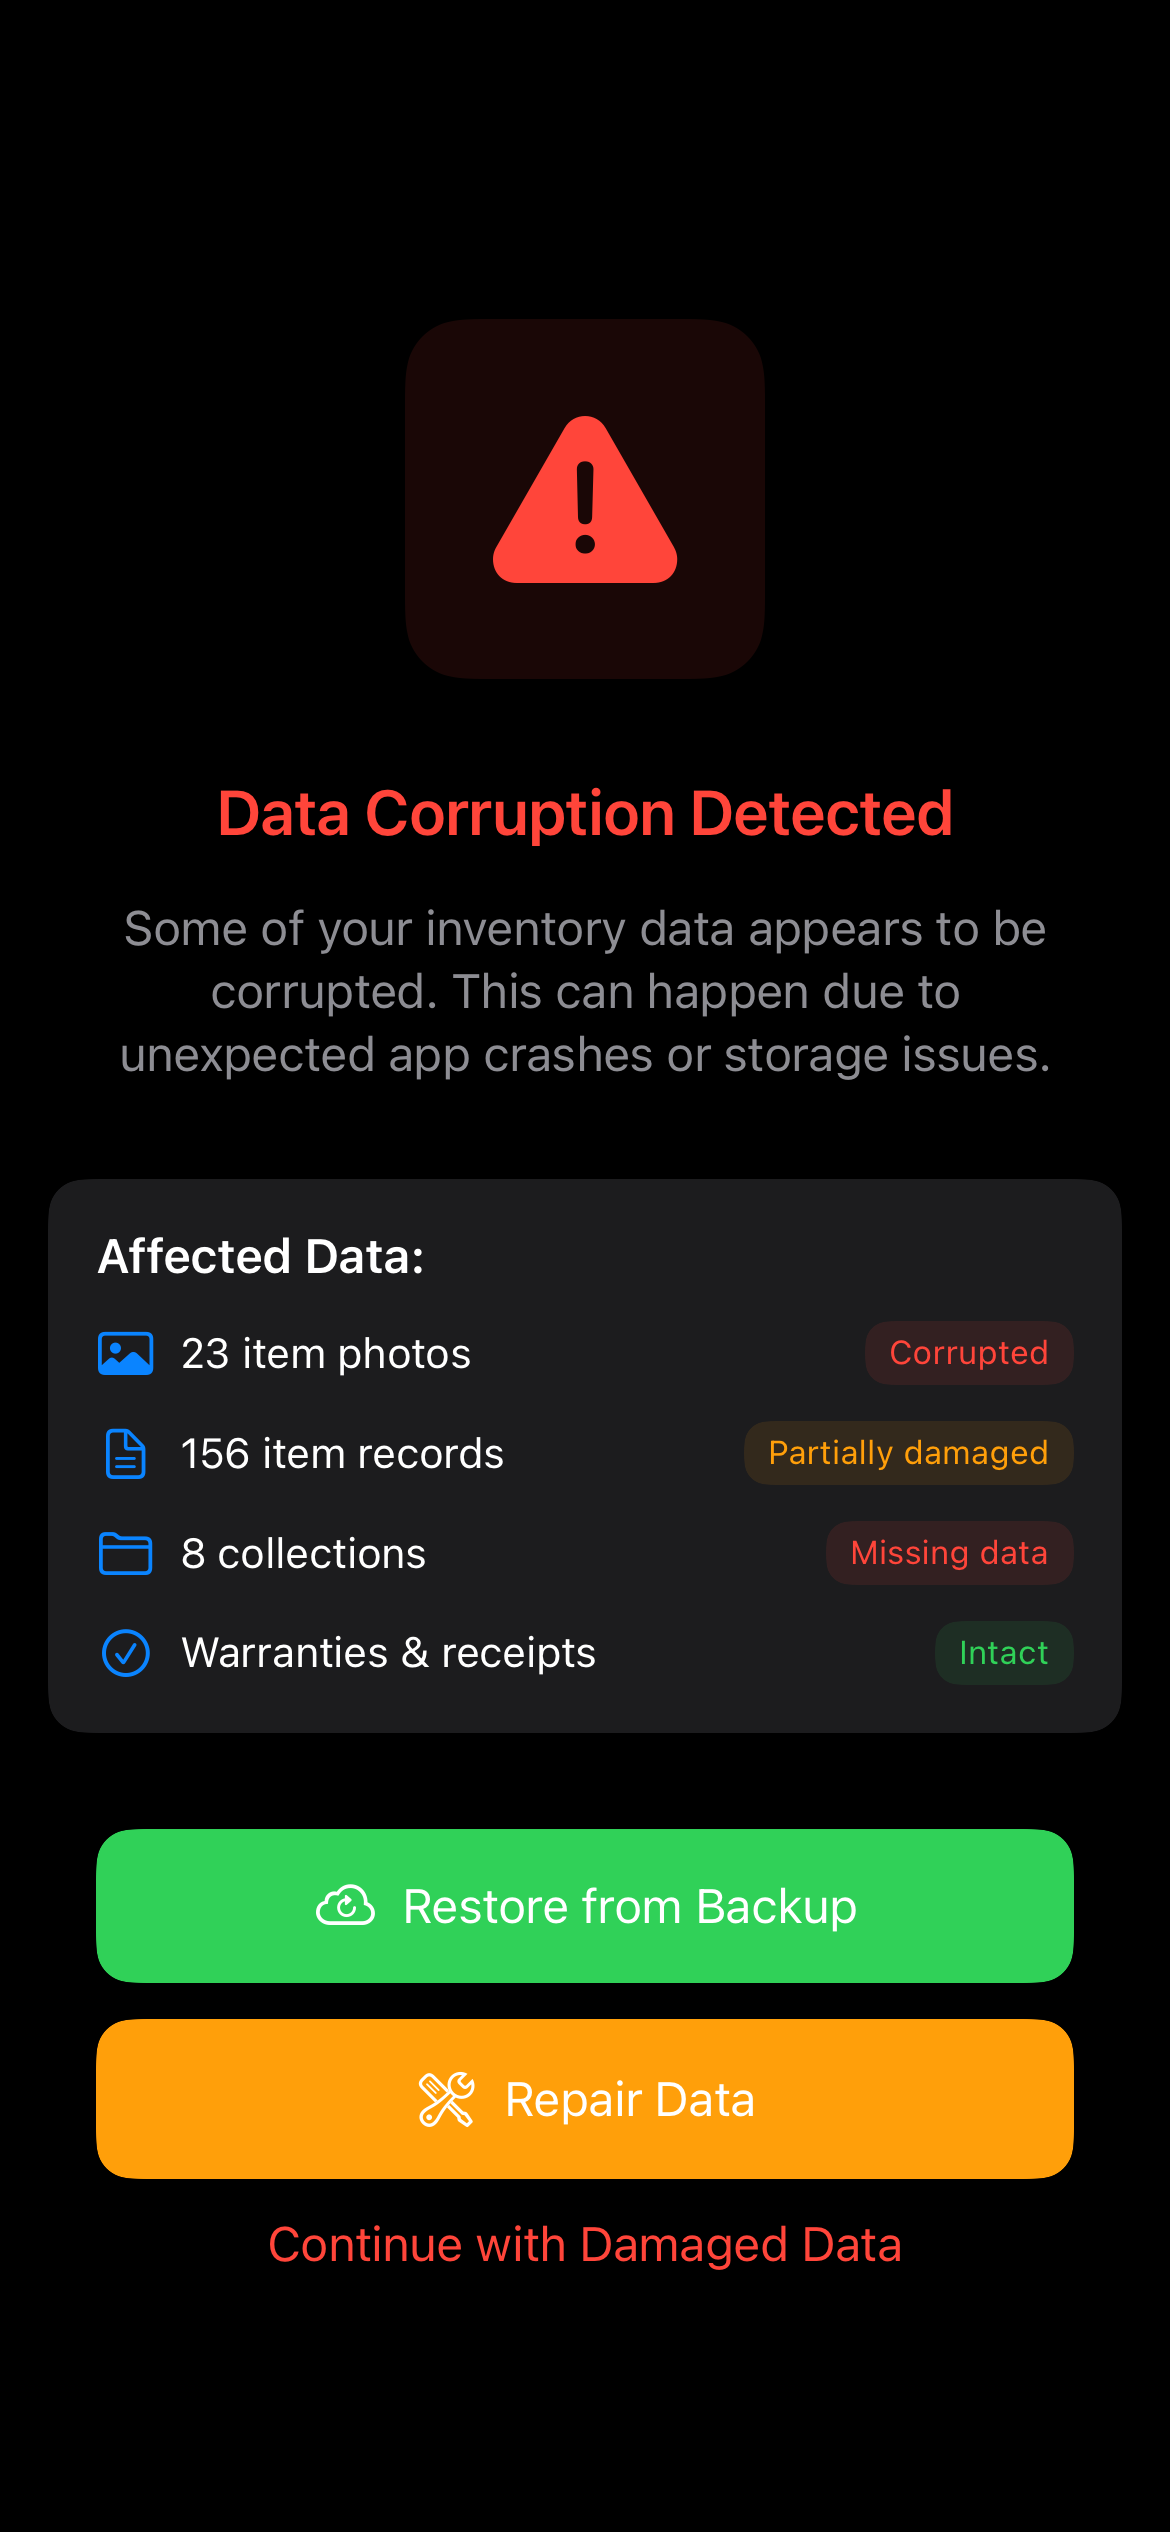 Data Corruption Detected
Some of your inventory data appears to be
corrupted. This can happen due to
unexpected app crashes or storage issues.
Affected Data:
23 item photos
Corrupted
156 item records
Partially damaged
8 collections
Missing data
Warranties & receipts
Intact
Restore from Backup
Repair Data
Continue with Damaged Data